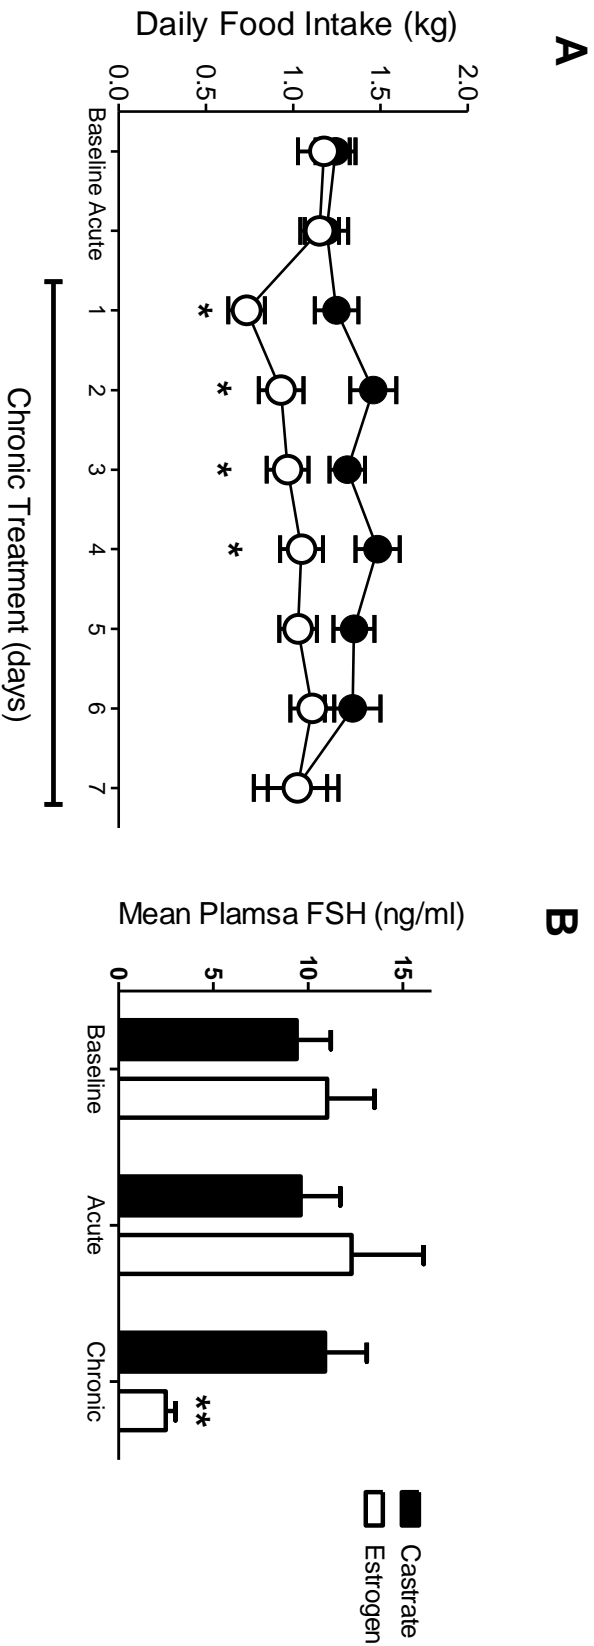 A
Daily Food Intake (kg)
2.0
1.5
1.0
0.5
0.0
Baseline Acute 1 2 3 4 5 6 7
* * * *
Chronic Treatment (days)
B
Mean Plamsa FSH (ng/ml)
15
10
5
0
Baseline Acute Chronic
**
Castrate
Estrogen